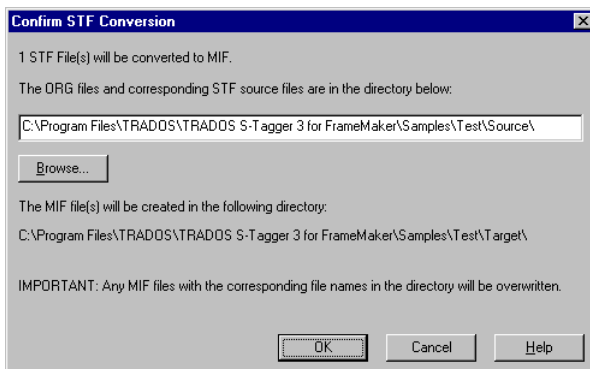 Confirm STF Conversion
1 STF File(s) will be converted to MIF.
The ORG files and corresponding STF source files are in the directory below:
C:\Program Files\TRADOS\TRADOS S-Tagger 3 for FrameMaker\Samples\Test\Source\
Browse...
The MIF file(s) will be created in the following directory:
C:\Program Files\TRADOS\TRADOS S-Tagger 3 for FrameMaker\Samples\Test\Target\
IMPORTANT: Any MIF files with the corresponding file names in the directory will be overwritten.
OK Cancel Help